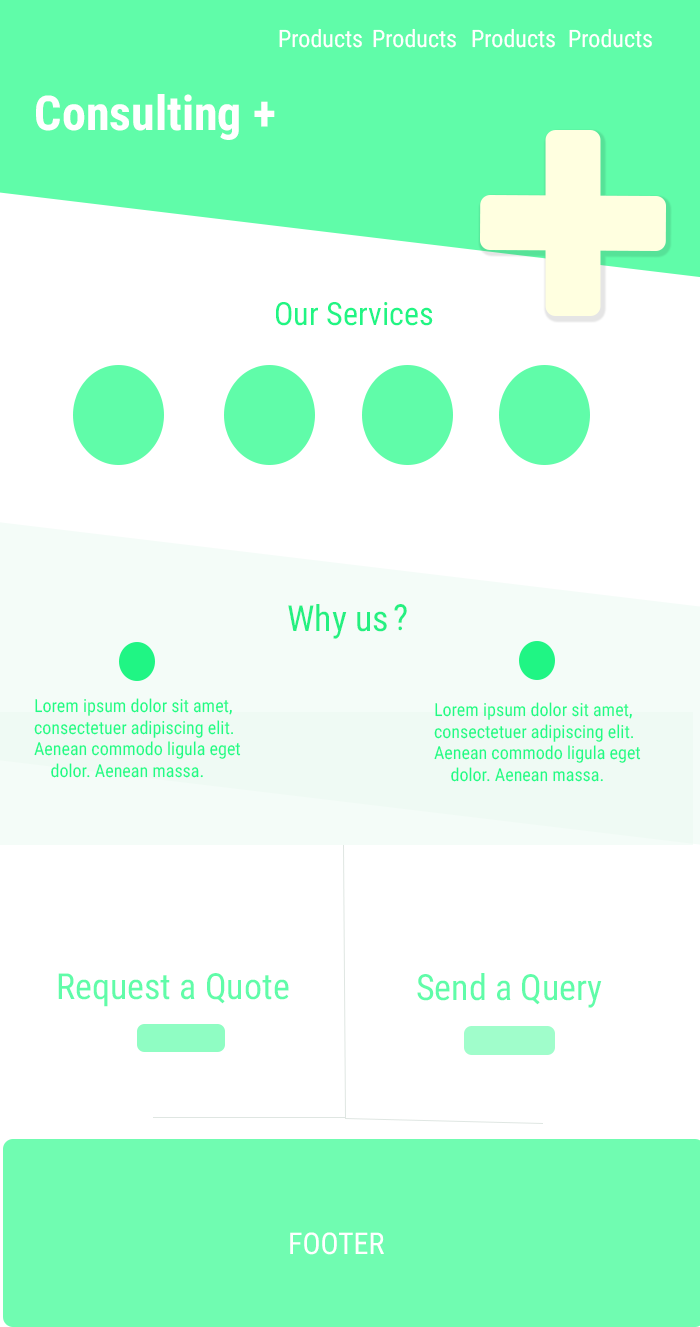 Products Products Products Products
Consulting +
Our Services
Why us ?
Lorem ipsum dolor sit amet,
consectetuer adipiscing elit.
Aenean commodo ligula eget
dolor. Aenean massa.
Lorem ipsum dolor sit amet,
consectetuer adipiscing elit.
Aenean commodo ligula eget
dolor. Aenean massa.
Request a Quote
Send a Query
FOOTER